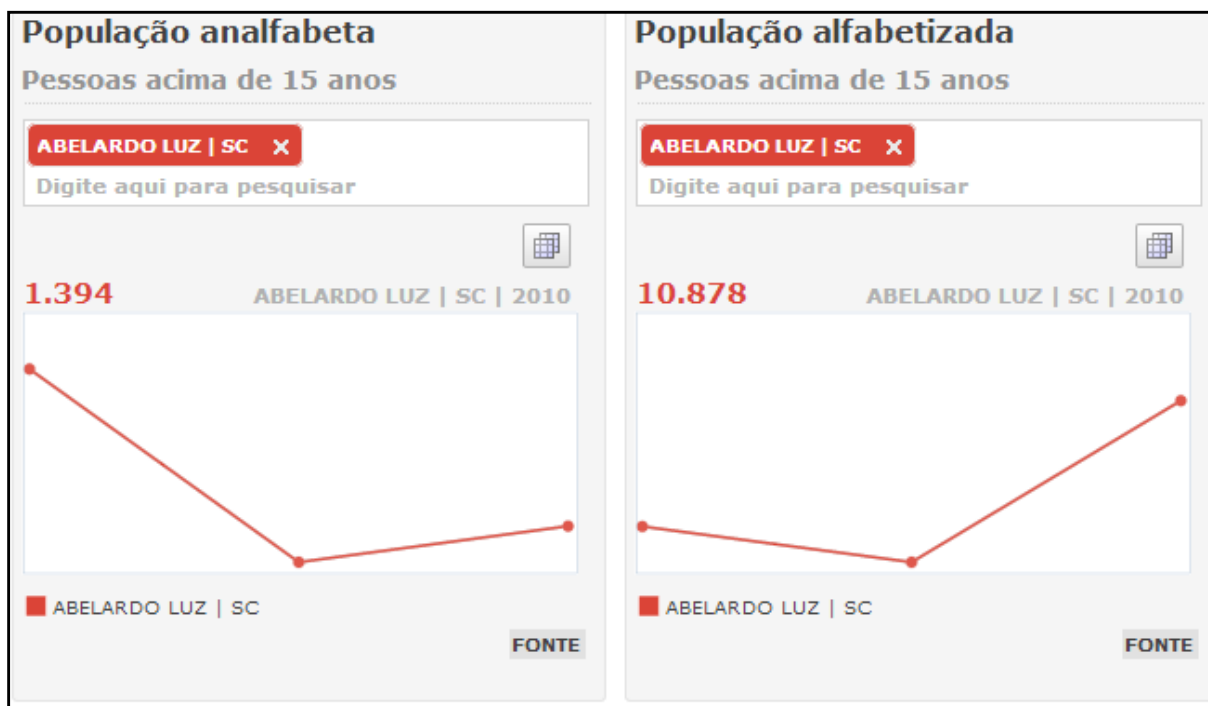 População analfabeta
Pessoas acima de 15 anos
ABELARDO LUZ | SC X
Digite aqui para pesquisar
1.394 ABELARDO LUZ | SC | 2010
ABELARDO LUZ | SC
FONTE
População alfabetizada
Pessoas acima de 15 anos
ABELARDO LUZ | SC X
Digite aqui para pesquisar
10.878 ABELARDO LUZ | SC | 2010
ABELARDO LUZ | SC
FONTE